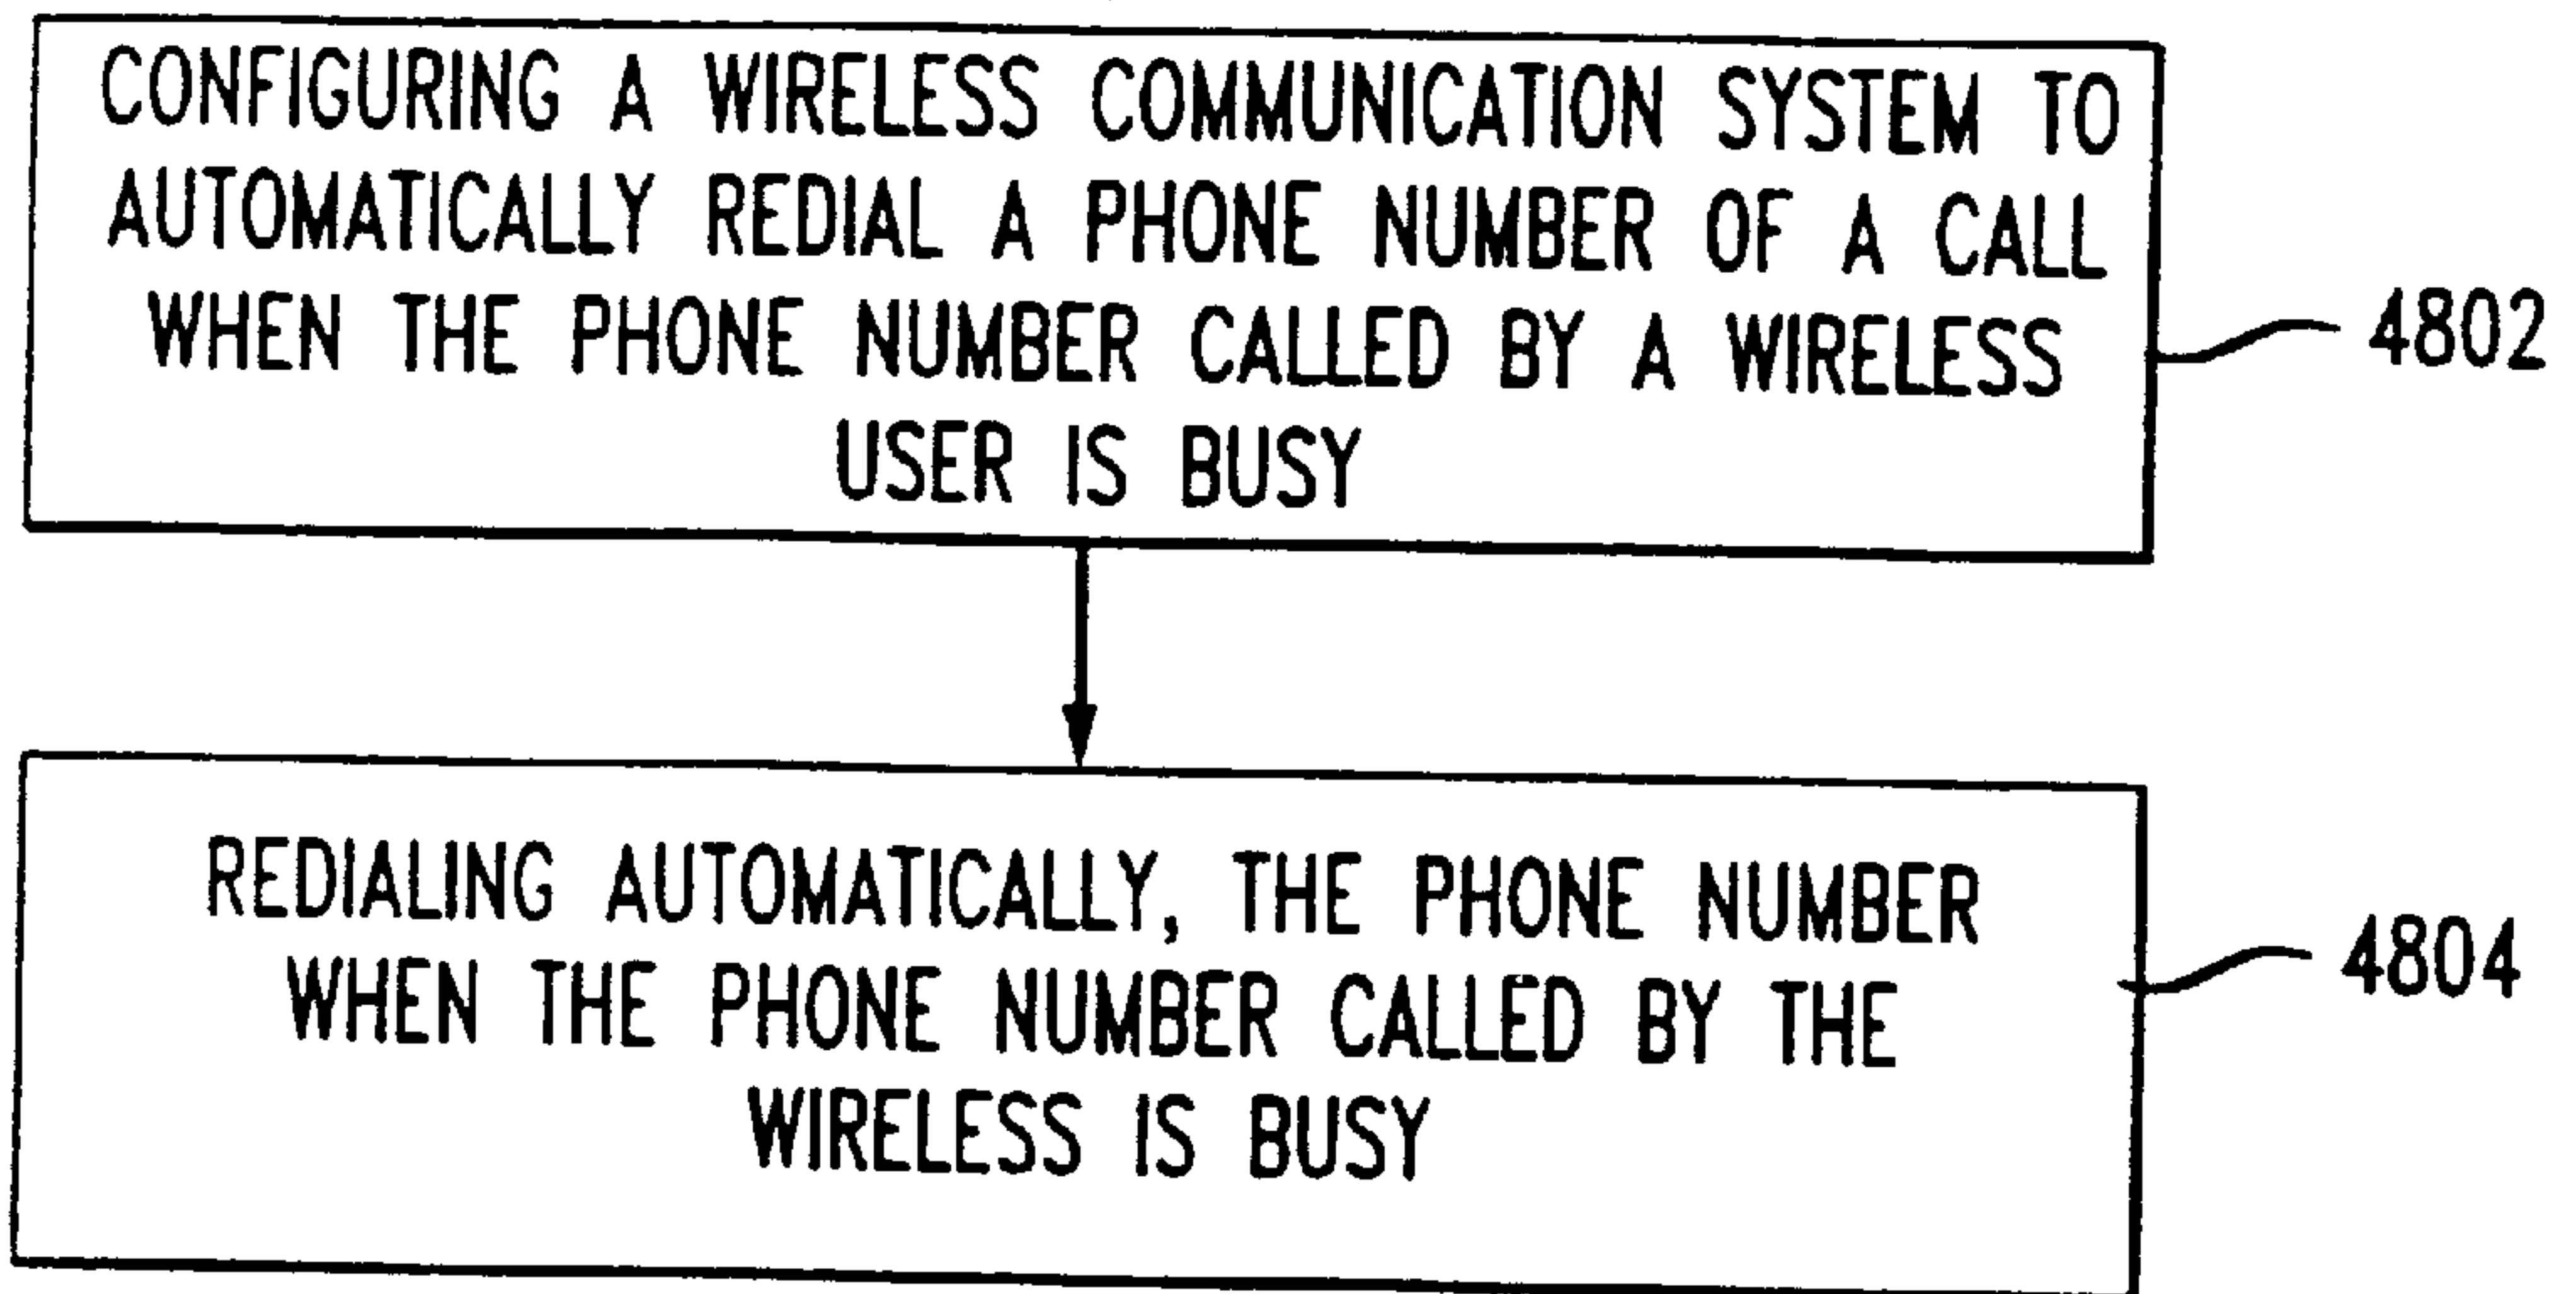 CONFIGURING A WIRELESS COMMUNICATION SYSTEM TO
AUTOMATICALLY REDIAL A PHONE NUMBER OF A CALL
WHEN THE PHONE NUMBER CALLED BY A WIRELESS
USER IS BUSY
4802
REDIALING AUTOMATICALLY, THE PHONE NUMBER
WHEN THE PHONE NUMBER CALLED BY THE
WIRELESS IS BUSY
4804